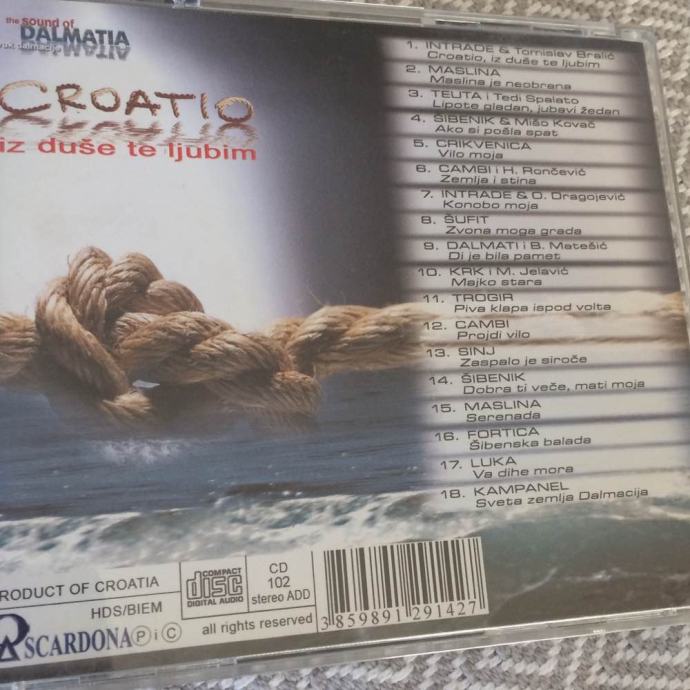 the sound of
DALMATIA
zvuk dalmacije
CROATIO
iz duše te ljubim
1. INTRADE & Tomislav Bralić
Croatio, iz duše te ljubim
2. MASLINA
Maslina je neobrana
3. TEUTA i Tedi Spalato
Lipote gladan, jubavi žedan
4. ŠIBENIK & Mišo Kovač
Ako si pošla spat
5. CRIKVENICA
Vilo moja
6. CAMBI i H. Rončević
Zemlja i stina
7. INTRADE & O. Dragojević
Konobo moja
8. ŠUFIT
Zvona moga grada
9. DALMATI i B. Matešić
Di je bila pamet
10. KRK i M. Jelavić
Majko stara
11. TROGIR
Piva klapa ispod volta
12. CAMBI
Projdi vilo
13. SINJ
Zaspalo je siroče
14. ŠIBENIK
Dobra ti veče, mati moja
15. MASLINA
Serenada
16. FORTICA
Šibenska balada
17. LUKA
Va dihe mora
18. KAMPANEL
Sveta zemlja Dalmacija
RODUCT OF CROATIA
HDS/BIEM
COMPACT
disc
DIGITAL AUDIO
CD
102
stereo ADD
SCARDONA Ⓟ i Ⓒ
all rights reserved
3 859891 291427